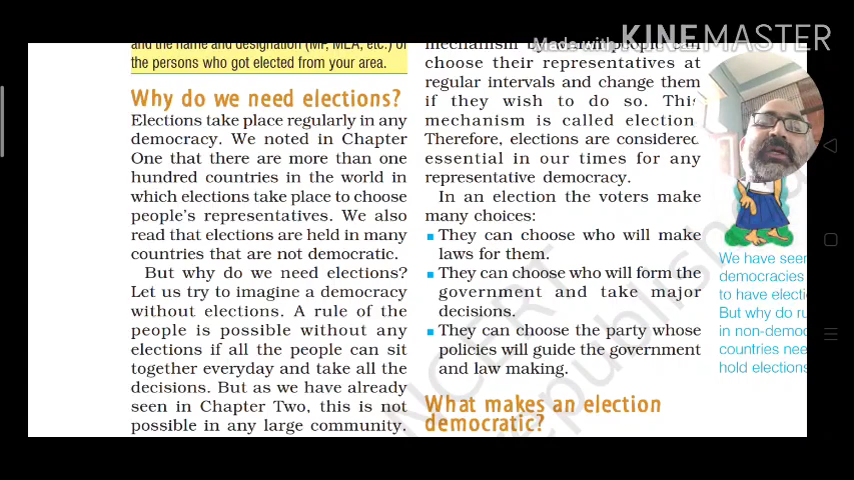 Made with KINEMASTER
and the name and designation (MP, MLA, etc.) of
the persons who got elected from your area.
Why do we need elections?
Elections take place regularly in any
democracy. We noted in Chapter
One that there are more than one
hundred countries in the world in
which elections take place to choose
people's representatives. We also
read that elections are held in many
countries that are not democratic.
But why do we need elections?
Let us try to imagine a democracy
without elections. A rule of the
people is possible without any
elections if all the people can sit
together everyday and take all the
decisions. But as we have already
seen in Chapter Two, this is not
possible in any large community.
mechanism by which people can
choose their representatives at
regular intervals and change them
if they wish to do so. This
mechanism is called election.
Therefore, elections are considered
essential in our times for any
representative democracy.
In an election the voters make
many choices:
They can choose who will make
laws for them.
They can choose who will form the
government and take major
decisions.
They can choose the party whose
policies will guide the government
and law making.
What makes an election
democratic?
We have seen
democracies
to have electi
But why do ru
in non-democ
countries nee
hold elections
NCERT
republished